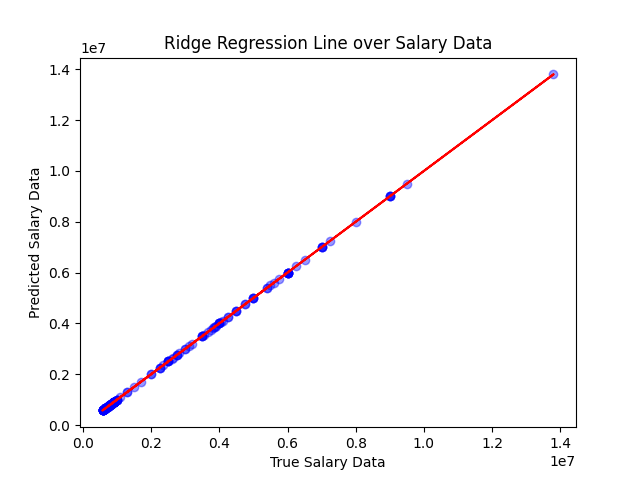 Ridge Regression Line over Salary Data
1e7
1.4
1.2
1.0
0.8
0.6
0.4
0.2
0.0
Predicted Salary Data
0.0 0.2 0.4 0.6 0.8 1.0 1.2 1.4
1e7
True Salary Data